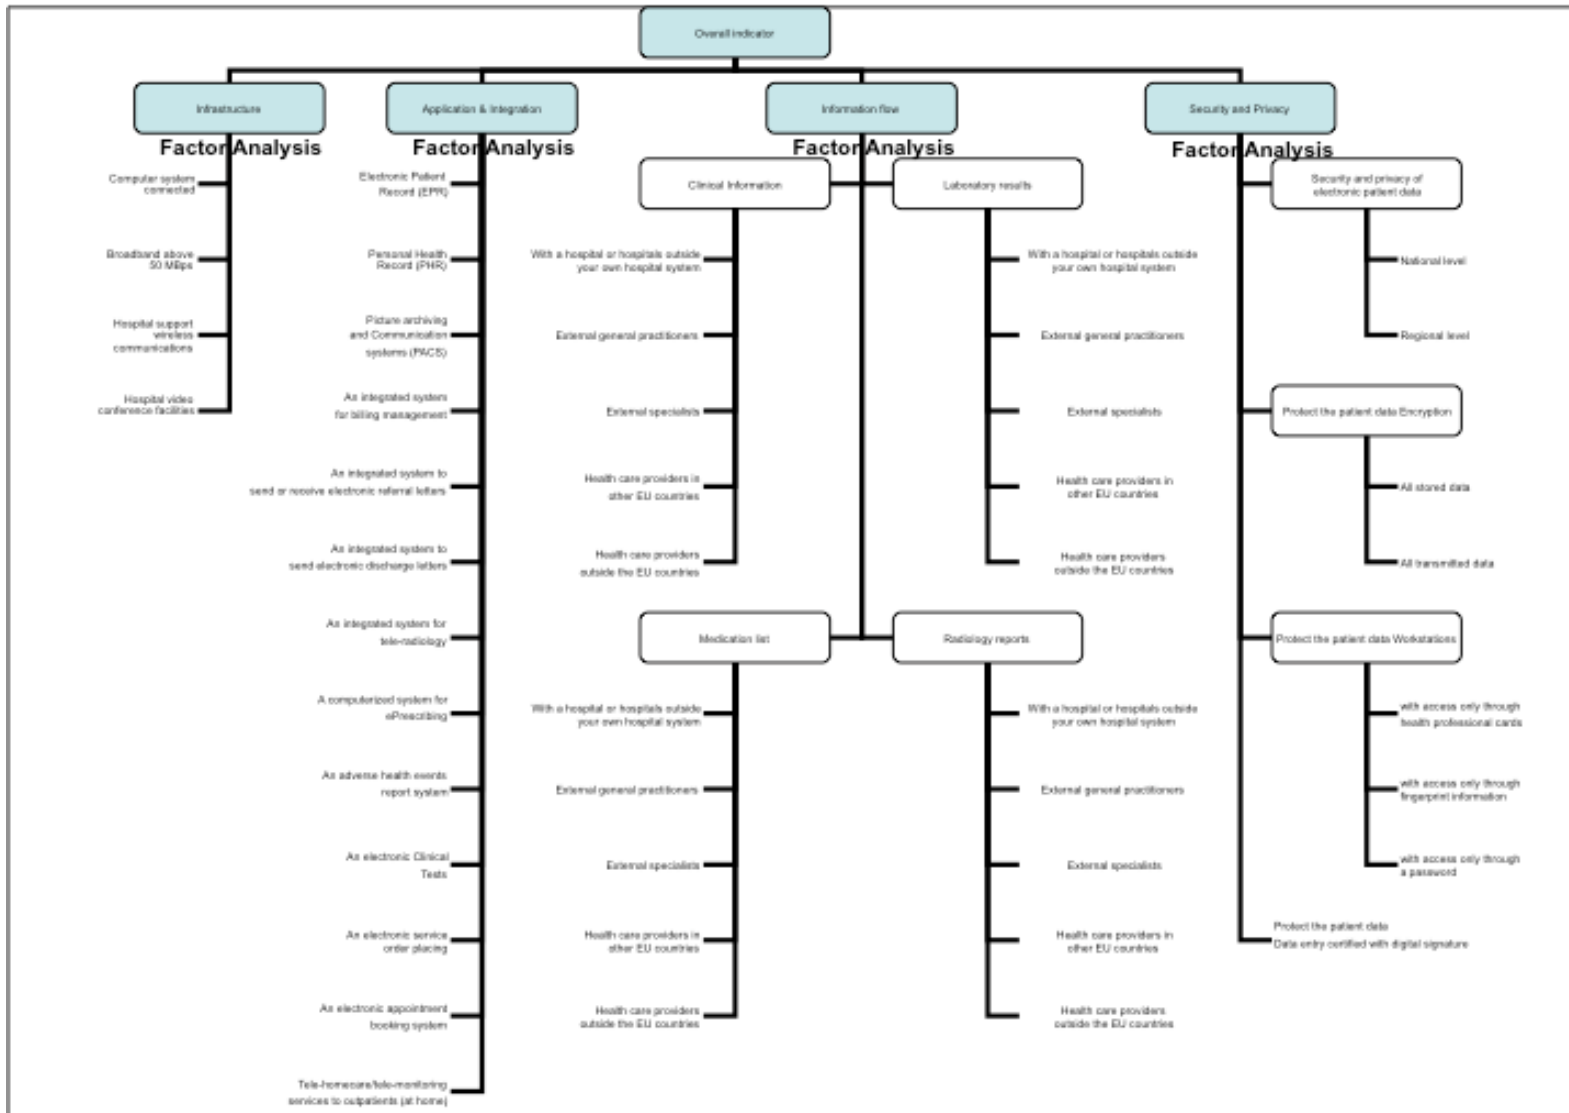 Overall indicator
Infrastructure
Factor Analysis
Computer system
connected
Broadband above
50 MBps
Hospital support
wireless
communications
Hospital video
conference facilities
Application & Integration
Factor Analysis
Electronic Patient
Record (EPR)
Personal Health
Record (PHR)
Picture archiving
and Communication
systems (PACS)
An integrated system
for billing management
An integrated system to
send or receive electronic referral letters
An integrated system to
send electronic discharge letters
An integrated system for
tele-radiology
A computerized system for
ePrescribing
An adverse health events
report system
An electronic Clinical
Tests
An electronic service
order placing
An electronic appointment
booking system
Tele-homecare/tele-monitoring
services to outpatients (at home)
Information flow
Factor Analysis
Clinical Information
With a hospital or hospitals outside
your own hospital system
External general practitioners
External specialists
Health care providers in
other EU countries
Health care providers
outside the EU countries
Laboratory results
With a hospital or hospitals outside
your own hospital system
External general practitioners
External specialists
Health care providers in
other EU countries
Health care providers
outside the EU countries
Medication list
With a hospital or hospitals outside
your own hospital system
External general practitioners
External specialists
Health care providers in
other EU countries
Health care providers
outside the EU countries
Radiology reports
With a hospital or hospitals outside
your own hospital system
External general practitioners
External specialists
Health care providers in
other EU countries
Health care providers
outside the EU countries
Security and Privacy
Factor Analysis
Security and privacy of
electronic patient data
National level
Regional level
Protect the patient data Encryption
All stored data
All transmitted data
Protect the patient data Workstations
with access only through
health professional cards
with access only through
fingerprint information
with access only through
a password
Protect the patient data
Data entry certified with digital signature